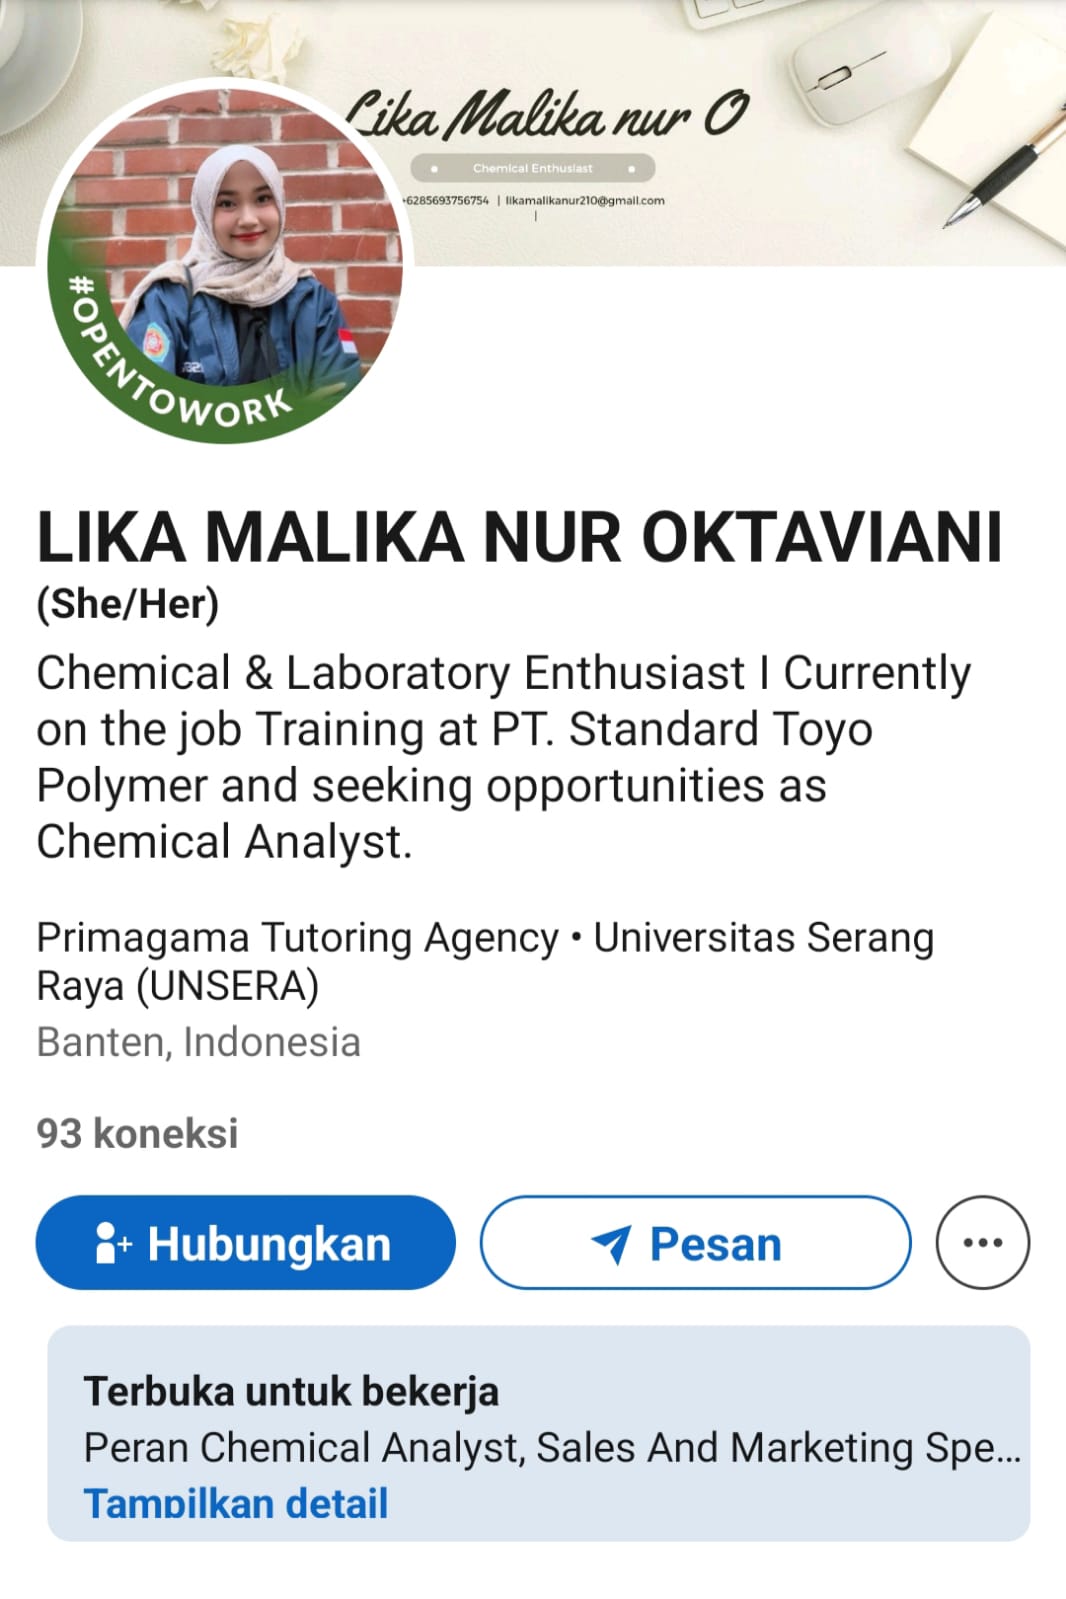 Lika Malika nur O
Chemical Enthusiast
+6285693756754 | likamalikanur210@gmail.com
|
#OPENTOWORK
LIKA MALIKA NUR OKTAVIANI
(She/Her)
Chemical & Laboratory Enthusiast I Currently
on the job Training at PT. Standard Toyo
Polymer and seeking opportunities as
Chemical Analyst.
Primagama Tutoring Agency • Universitas Serang
Raya (UNSERA)
Banten, Indonesia
93 koneksi
Hubungkan
Pesan
Terbuka untuk bekerja
Peran Chemical Analyst, Sales And Marketing Spe...
Tampilkan detail